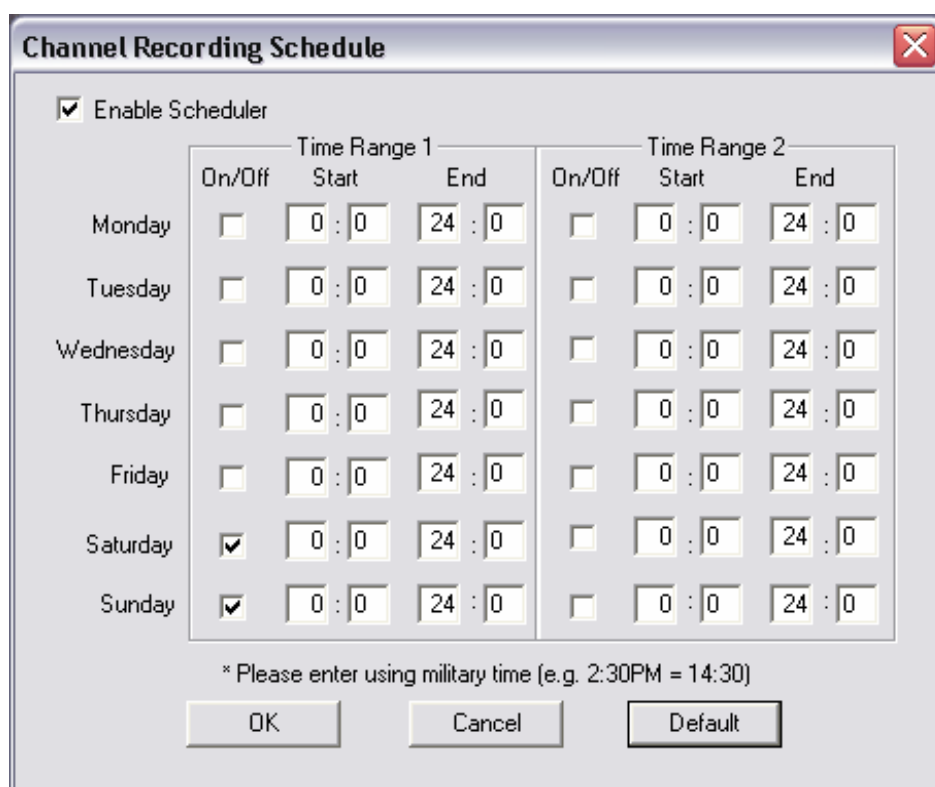 Channel Recording Schedule
Enable Scheduler
Time Range 1 Time Range 2
On/Off Start End On/Off Start End
Monday 0 : 0 24 : 0 0 : 0 24 : 0
Tuesday 0 : 0 24 : 0 0 : 0 24 : 0
Wednesday 0 : 0 24 : 0 0 : 0 24 : 0
Thursday 0 : 0 24 : 0 0 : 0 24 : 0
Friday 0 : 0 24 : 0 0 : 0 24 : 0
Saturday 0 : 0 24 : 0 0 : 0 24 : 0
Sunday 0 : 0 24 : 0 0 : 0 24 : 0
* Please enter using military time (e.g. 2:30PM = 14:30)
OK Cancel Default